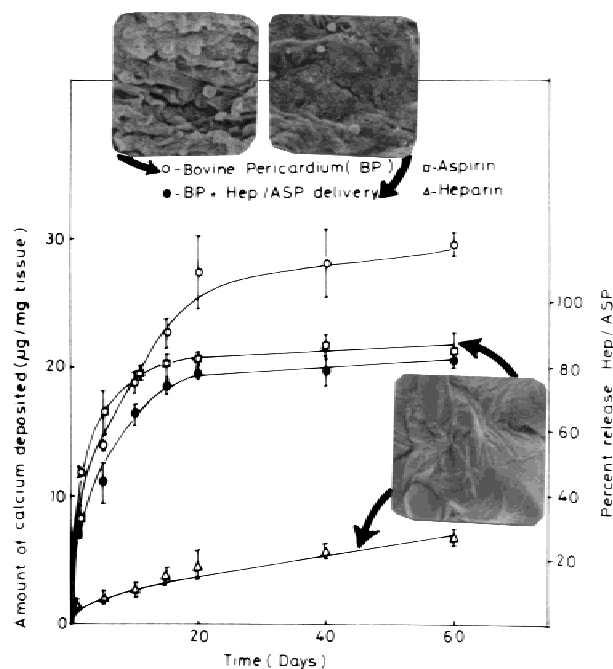 o-Bovine Pericardium(BP) □-Aspirin
●-BP + Hep/ASP delivery △-Heparin
Amount of calcium deposited (µg/mg tissue)
30
20
10
0
100
80
60
40
20
Percent release Hep/ASP
0 20 40 60
Time (Days)